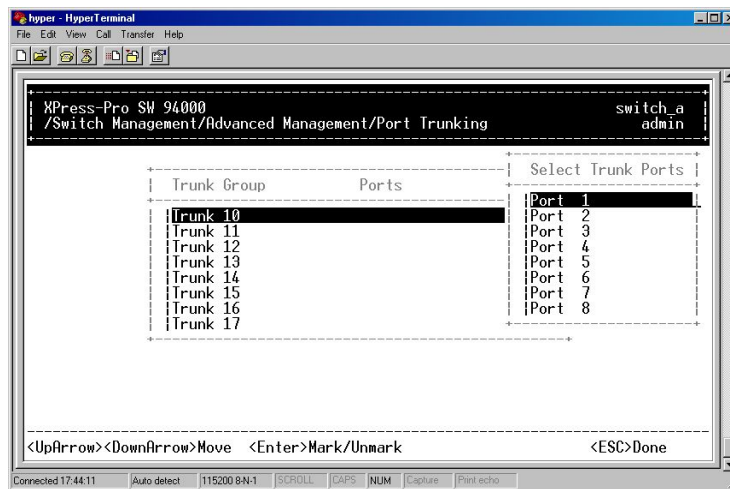 hyper - HyperTerminal
File Edit View Call Transfer Help
XPress-Pro SW 94000 switch_a
/Switch Management/Advanced Management/Port Trunking admin
Select Trunk Ports
Trunk Group Ports
Trunk 10 Port 1
Trunk 11 Port 2
Trunk 12 Port 3
Trunk 13 Port 4
Trunk 14 Port 5
Trunk 15 Port 6
Trunk 16 Port 7
Trunk 17 Port 8
<UpArrow><DownArrow>Move <Enter>Mark/Unmark <ESC>Done
Connected 17:44:11 Auto detect 115200 8-N-1 SCROLL CAPS NUM Capture Print echo